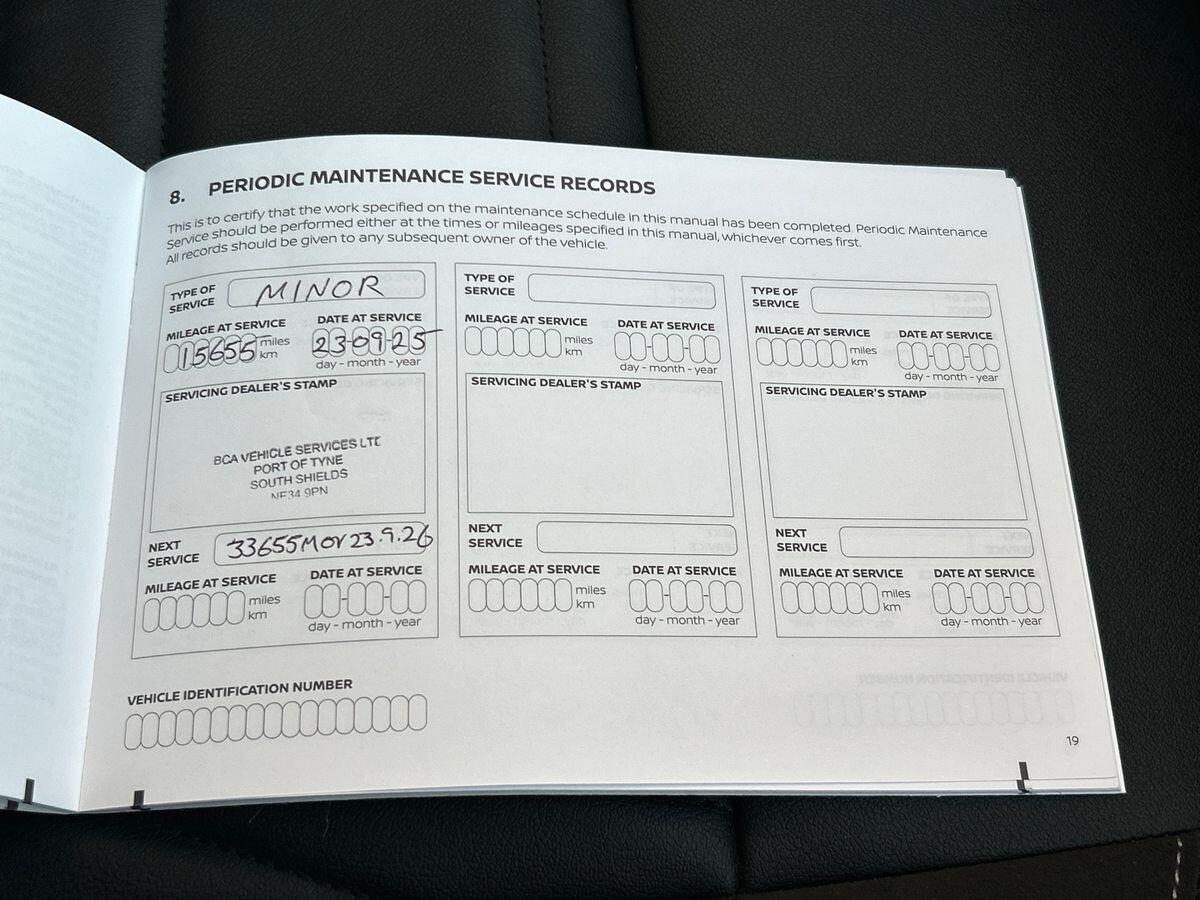 8. PERIODIC MAINTENANCE SERVICE RECORDS
This is to certify that the work specified on the maintenance schedule in this manual has been completed. Periodic Maintenance
Service should be performed either at the times or mileages specified in this manual, whichever comes first.
All records should be given to any subsequent owner of the vehicle.
TYPE OF
SERVICE
MINOR
MILEAGE AT SERVICE
DATE AT SERVICE
15655
miles
km
23-09-25
day - month - year
SERVICING DEALER'S STAMP
BCA VEHICLE SERVICES LTD
PORT OF TYNE
SOUTH SHIELDS
NE34 9PN
NEXT
SERVICE
33655M OY 23.9.26
MILEAGE AT SERVICE
DATE AT SERVICE
miles
km
day - month - year
TYPE OF
SERVICE
MILEAGE AT SERVICE
DATE AT SERVICE
miles
km
day - month - year
SERVICING DEALER'S STAMP
NEXT
SERVICE
MILEAGE AT SERVICE
DATE AT SERVICE
miles
km
day - month - year
TYPE OF
SERVICE
MILEAGE AT SERVICE
DATE AT SERVICE
miles
km
day - month - year
SERVICING DEALER'S STAMP
NEXT
SERVICE
MILEAGE AT SERVICE
DATE AT SERVICE
miles
km
day - month - year
VEHICLE IDENTIFICATION NUMBER
19